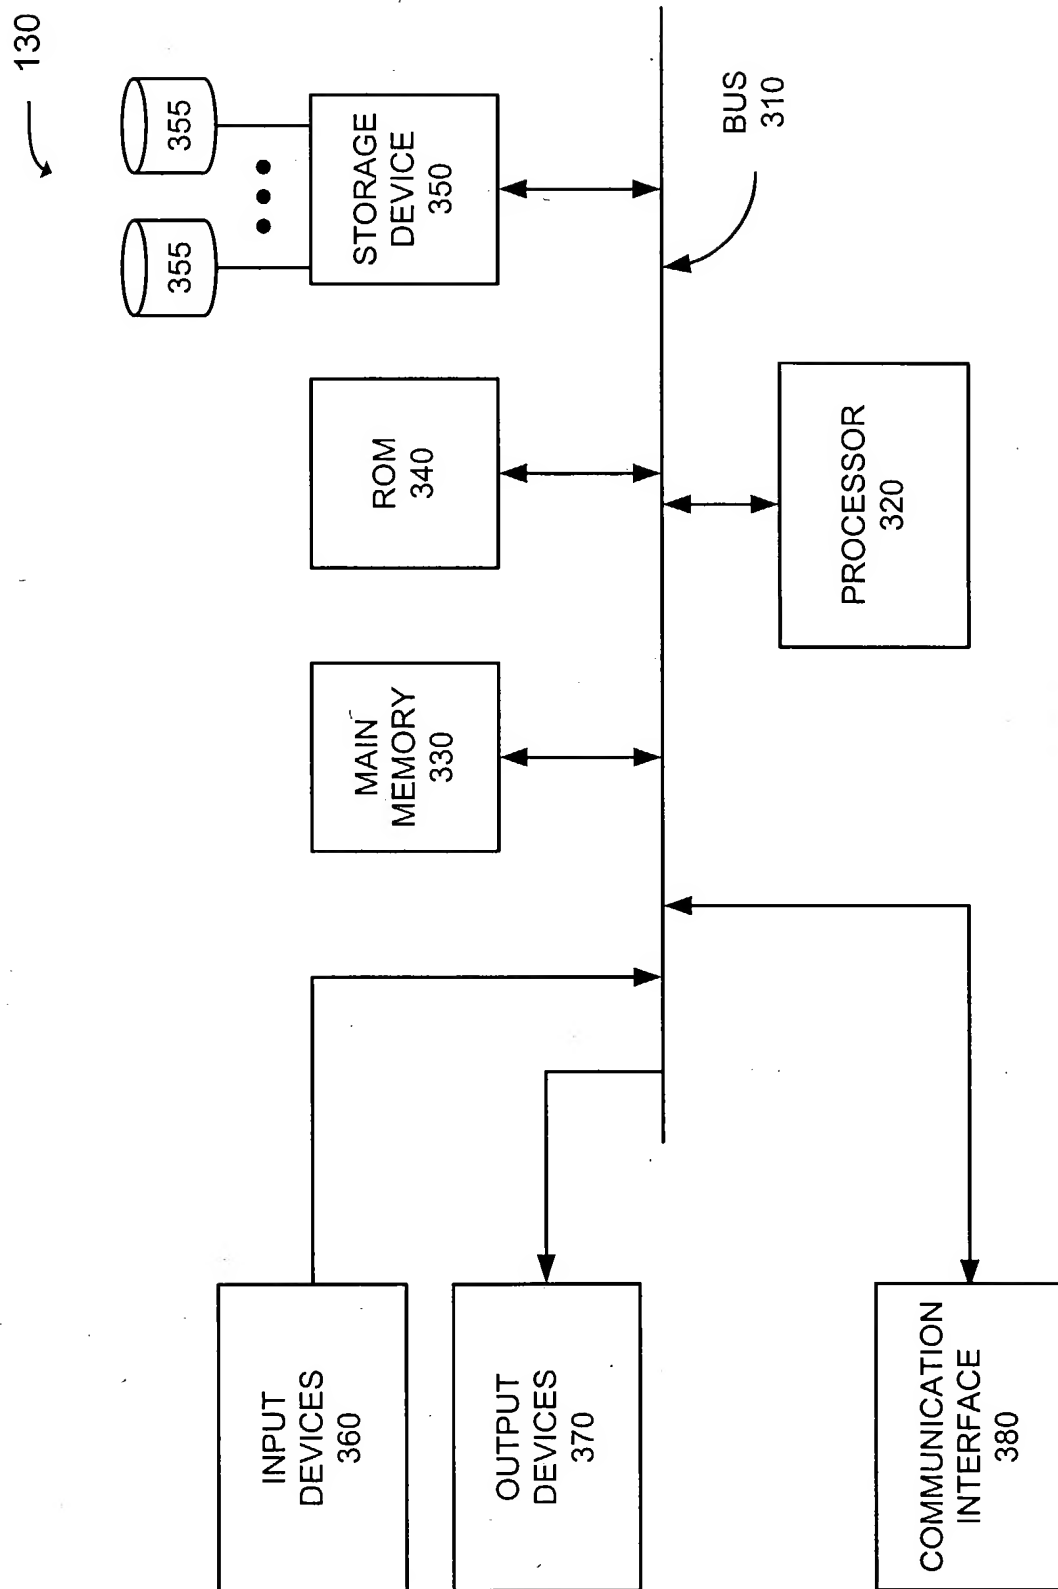 130
355
355
STORAGE
DEVICE
350
ROM
340
MAIN
MEMORY
330
BUS
310
PROCESSOR
320
INPUT
DEVICES
360
OUTPUT
DEVICES
370
COMMUNICATION
INTERFACE
380